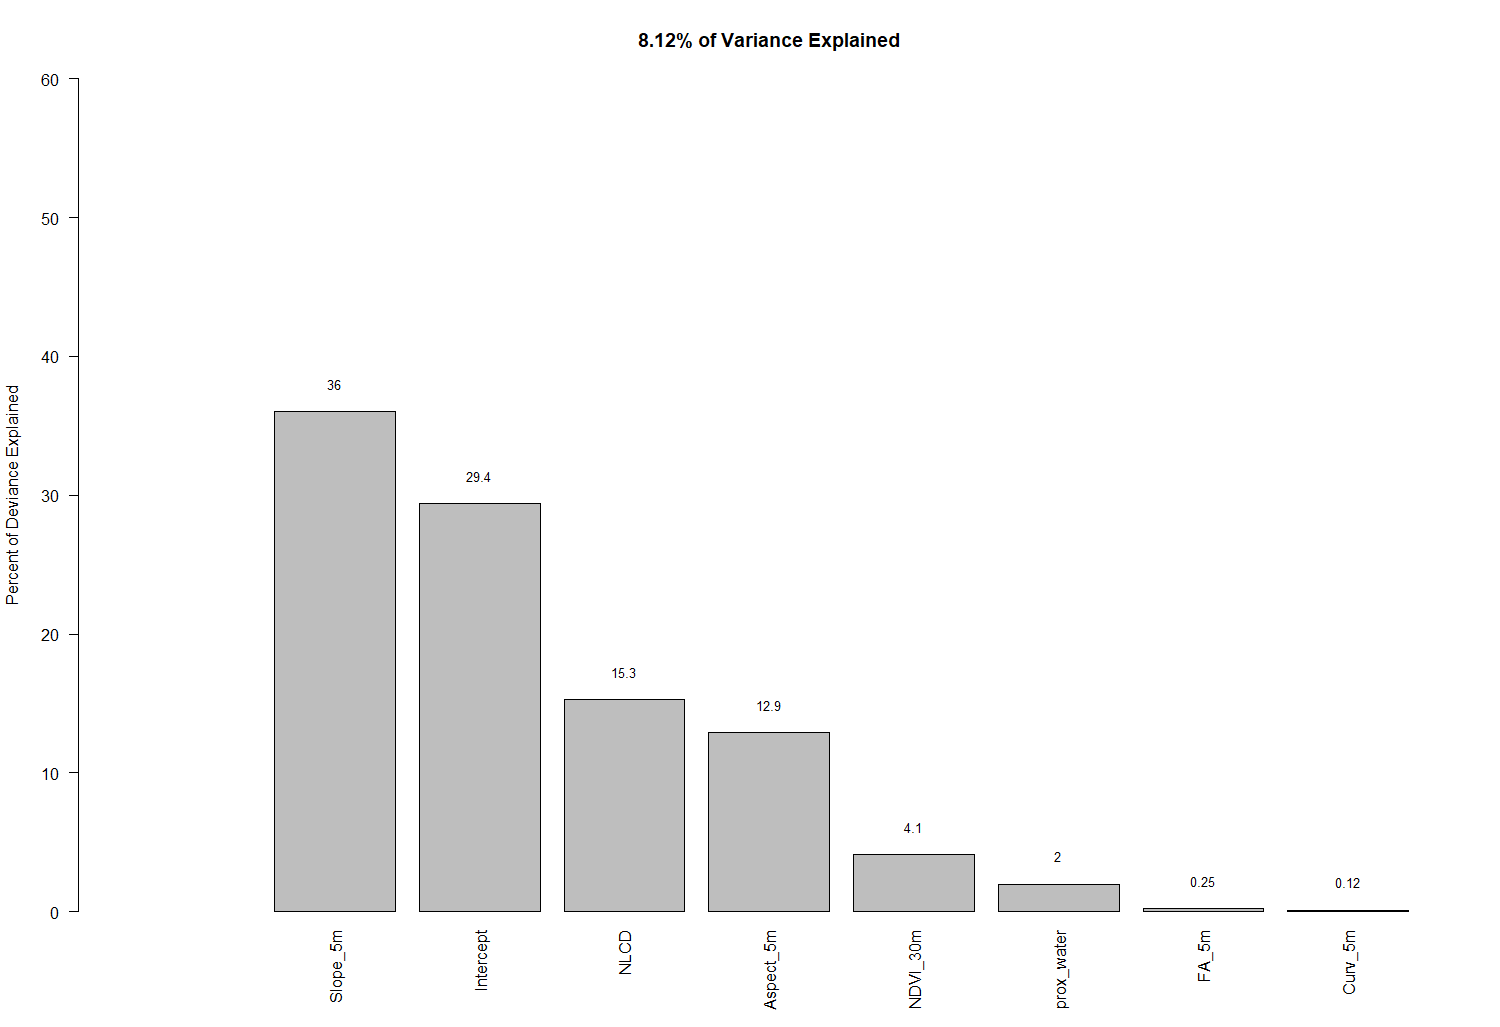 8.12% of Variance Explained
Percent of Deviance Explained
60
50
40
30
20
10
0
36
29.4
15.3
12.9
4.1
2
0.25
0.12
Slope_5m
Intercept
NLCD
Aspect_5m
NDVI_30m
prox_water
FA_5m
Curv_5m